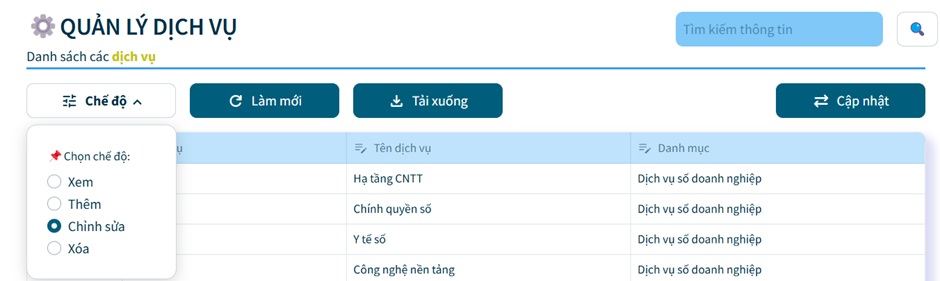 QUẢN LÝ DỊCH VỤ
Tìm kiếm thông tin
Danh sách các dịch vụ
Chế độ
Làm mới
Tải xuống
Cập nhật
Tên dịch vụ
Danh mục
📌Chọn chế độ:
Xem
Thêm
Chỉnh sửa
Xóa
Hạ tầng CNTT
Dịch vụ số doanh nghiệp
Chính quyền số
Dịch vụ số doanh nghiệp
Y tế số
Dịch vụ số doanh nghiệp
Công nghệ nền tảng
Dịch vụ số doanh nghiệp